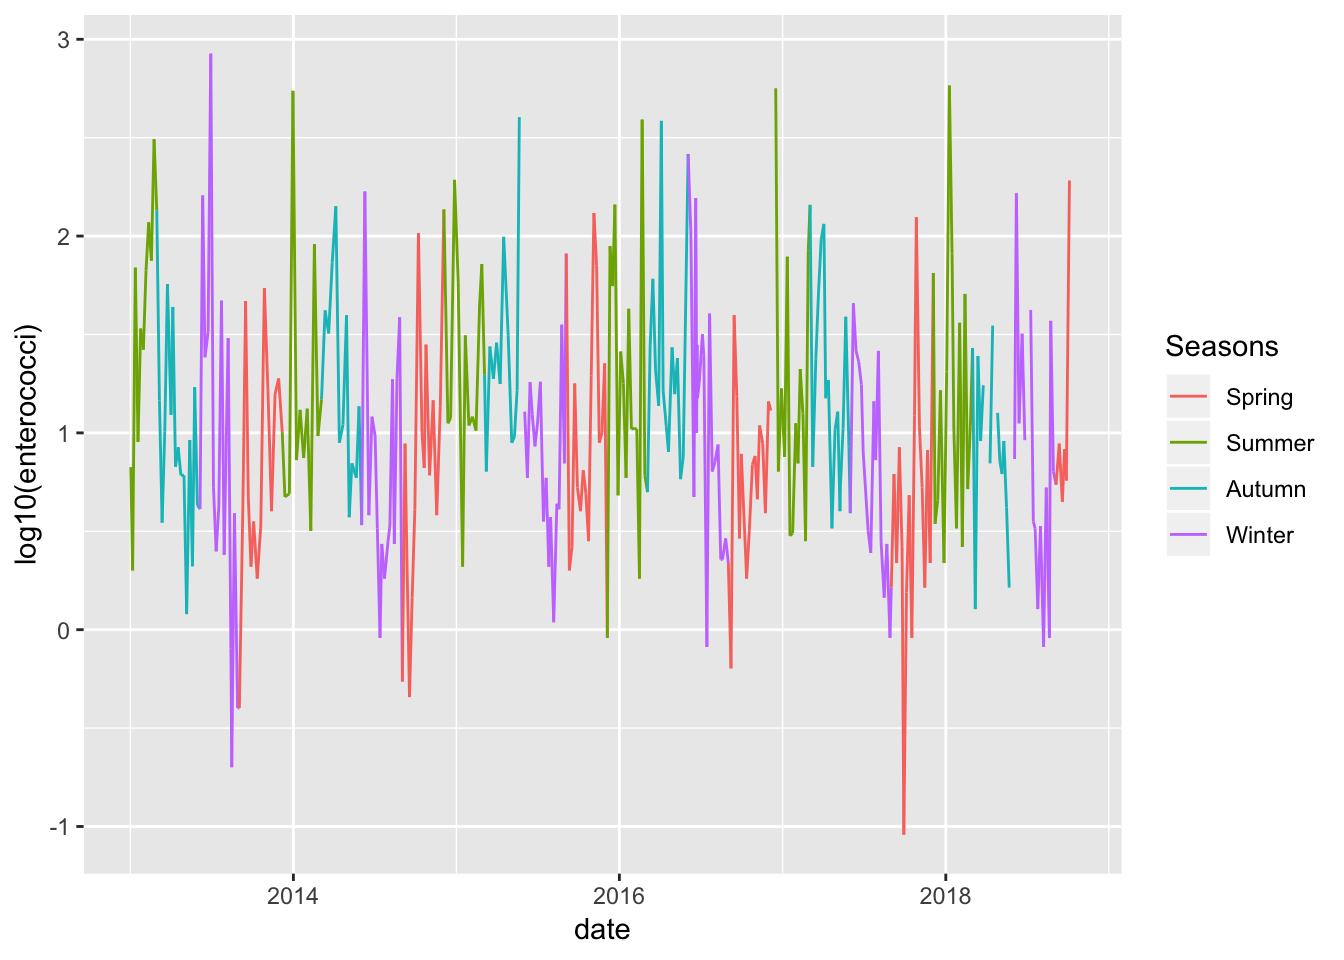 3
2
1
0
-1
log10(enterococci)
2014
2016
2018
date
Seasons
Spring
Summer
Autumn
Winter